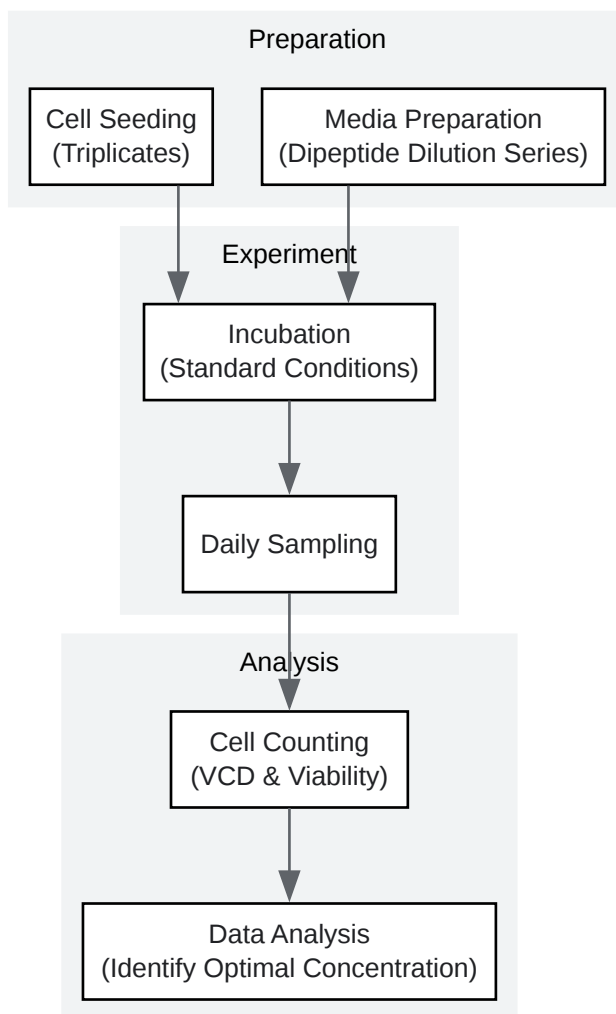 Preparation
Cell Seeding
(Triplicates)
Media Preparation
(Dipeptide Dilution Series)
Experiment
Incubation
(Standard Conditions)
Daily Sampling
Analysis
Cell Counting
(VCD & Viability)
Data Analysis
(Identify Optimal Concentration)